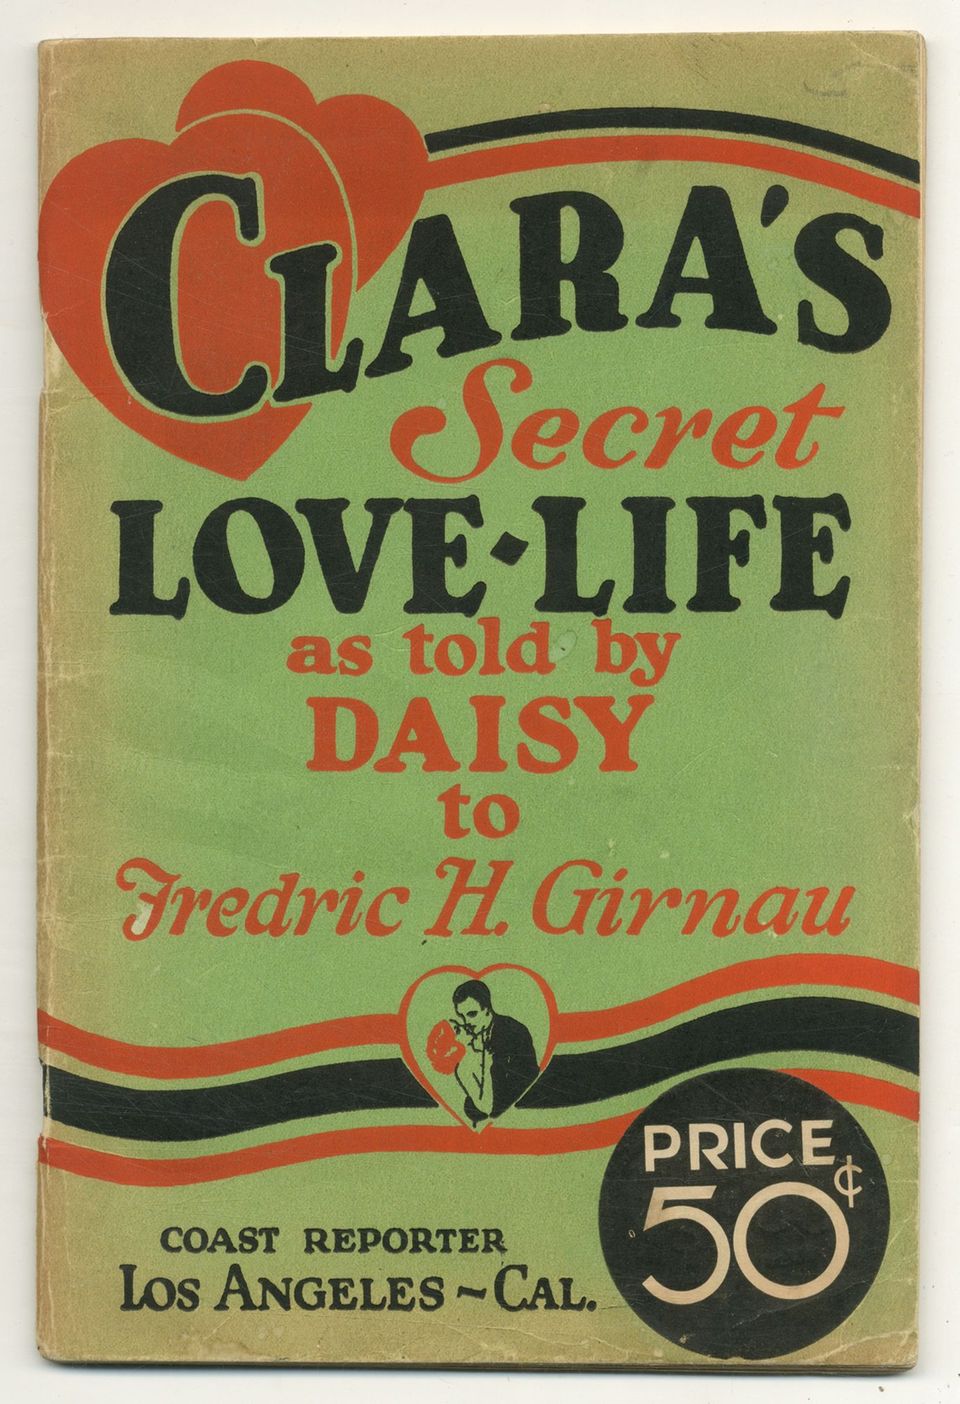 CLARA'S
Secret
LOVE·LIFE
as told by
DAISY
to
Fredric H. Girnau
PRICE
50¢
COAST REPORTER
LOS ANGELES ~ CAL.